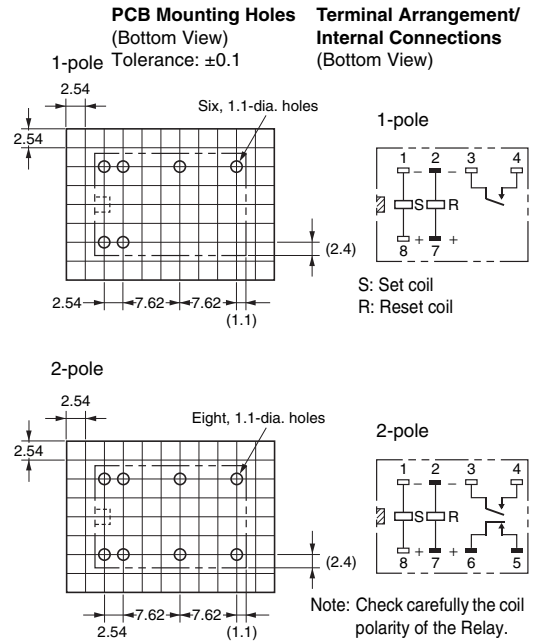 PCB Mounting Holes
(Bottom View)
Tolerance: ±0.1
Terminal Arrangement/
Internal Connections
(Bottom View)
1-pole
2.54
2.54
Six, 1.1-dia. holes
(2.4)
2.54
7.62
7.62
(1.1)
1-pole
1 2 3 4
- -
S R
+ +
8 7
S: Set coil
R: Reset coil
2-pole
2.54
2.54
Eight, 1.1-dia. holes
(2.4)
7.62
7.62
2.54
(1.1)
2-pole
1 2 3 4
- -
S R
+ +
8 7 6 5
Note: Check carefully the coil
polarity of the Relay.